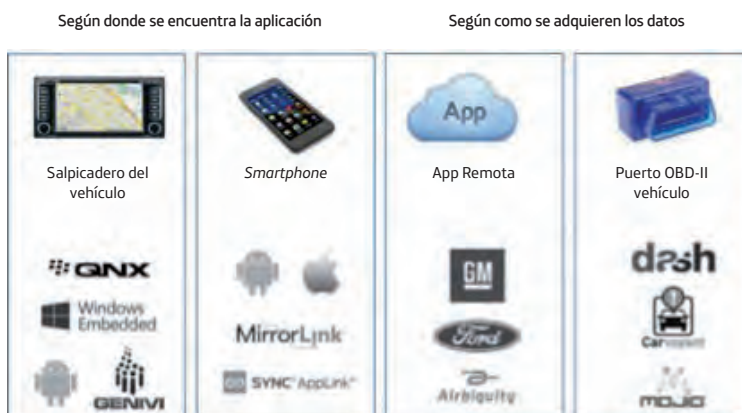 Según donde se encuentra la aplicación
Según como se adquieren los datos
Salpicadero del
vehículo
QNX
Windows
Embedded
GENIVI
Smartphone
MirrorLink
SYNC AppLink
App
App Remota
GM
Ford
Airbiquity
Puerto OBD-II
vehículo
dash
mojio